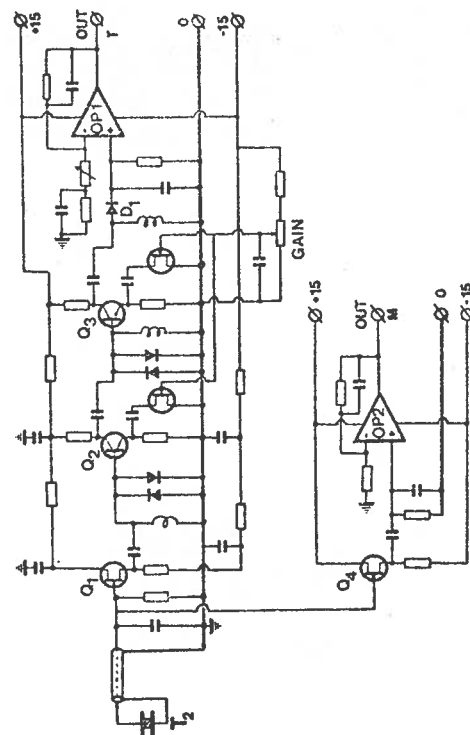 +15
OUT
T
0
-15
OP1
-
+
D1
GAIN
Q3
Q2
Q1
T2
+15
OUT
M
0
-15
OP2
-
+
Q4